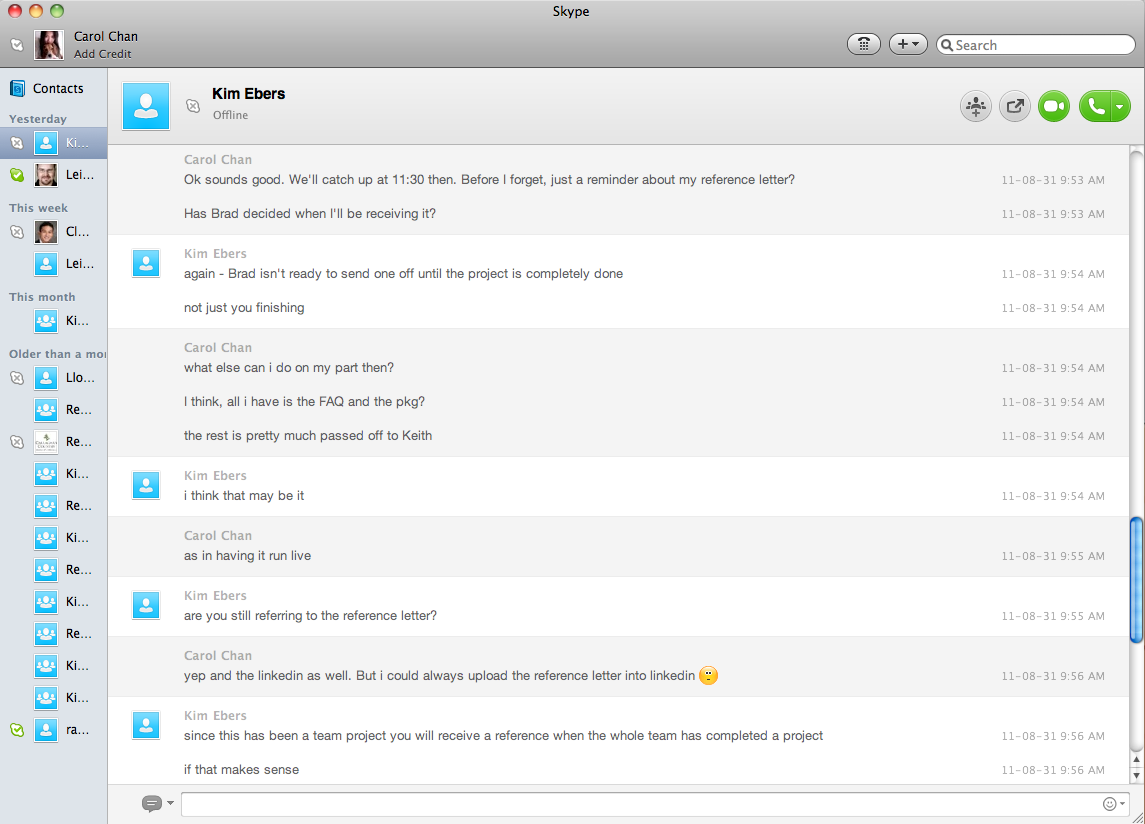 Skype
Carol Chan
Add Credit
Search
Contacts
Yesterday
Ki...
Lei...
This week
Cl...
Lei...
This month
Ki...
Older than a mo
Llo...
Re...
Re...
Ki...
Re...
Ki...
Re...
Ki...
Re...
Ki...
Ki...
ra...
Kim Ebers
Offline
Carol Chan
Ok sounds good. We'll catch up at 11:30 then. Before I forget, just a reminder about my reference letter? 11-08-31 9:53 AM
Has Brad decided when I'll be receiving it? 11-08-31 9:53 AM
Kim Ebers
again - Brad isn't ready to send one off until the project is completely done 11-08-31 9:54 AM
not just you finishing 11-08-31 9:54 AM
Carol Chan
what else can i do on my part then? 11-08-31 9:54 AM
I think, all i have is the FAQ and the pkg? 11-08-31 9:54 AM
the rest is pretty much passed off to Keith 11-08-31 9:54 AM
Kim Ebers
i think that may be it 11-08-31 9:54 AM
Carol Chan
as in having it run live 11-08-31 9:55 AM
Kim Ebers
are you still referring to the reference letter? 11-08-31 9:55 AM
Carol Chan
yep and the linkedin as well. But i could always upload the reference letter into linkedin 11-08-31 9:56 AM
Kim Ebers
since this has been a team project you will receive a reference when the whole team has completed a project 11-08-31 9:56 AM
if that makes sense 11-08-31 9:56 AM